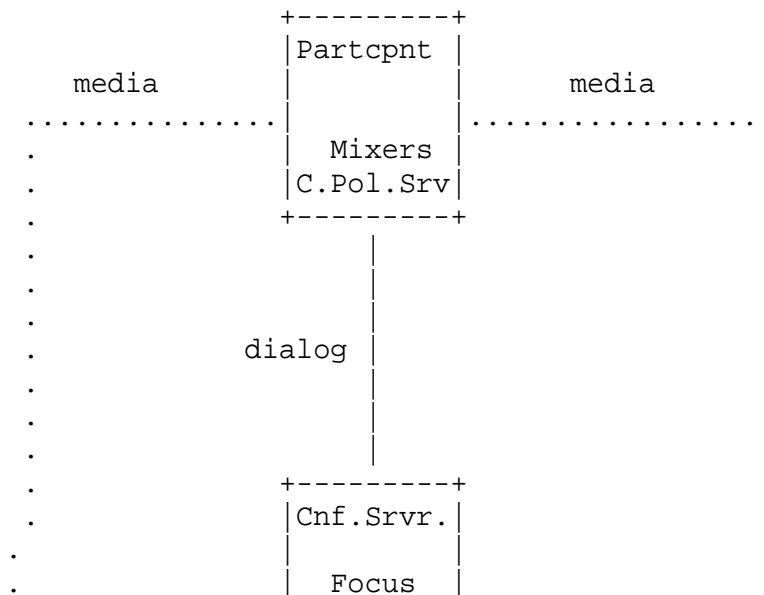 +---------+
|Partcpnt |
media | | media
...............| |.................
. | Mixers |
. |C.Pol.Srv|
. +---------+
. |
. |
. |
. dialog |
. |
. |
. |
. +---------+
. |Cnf.Srvr.|
. | |
. | Focus |